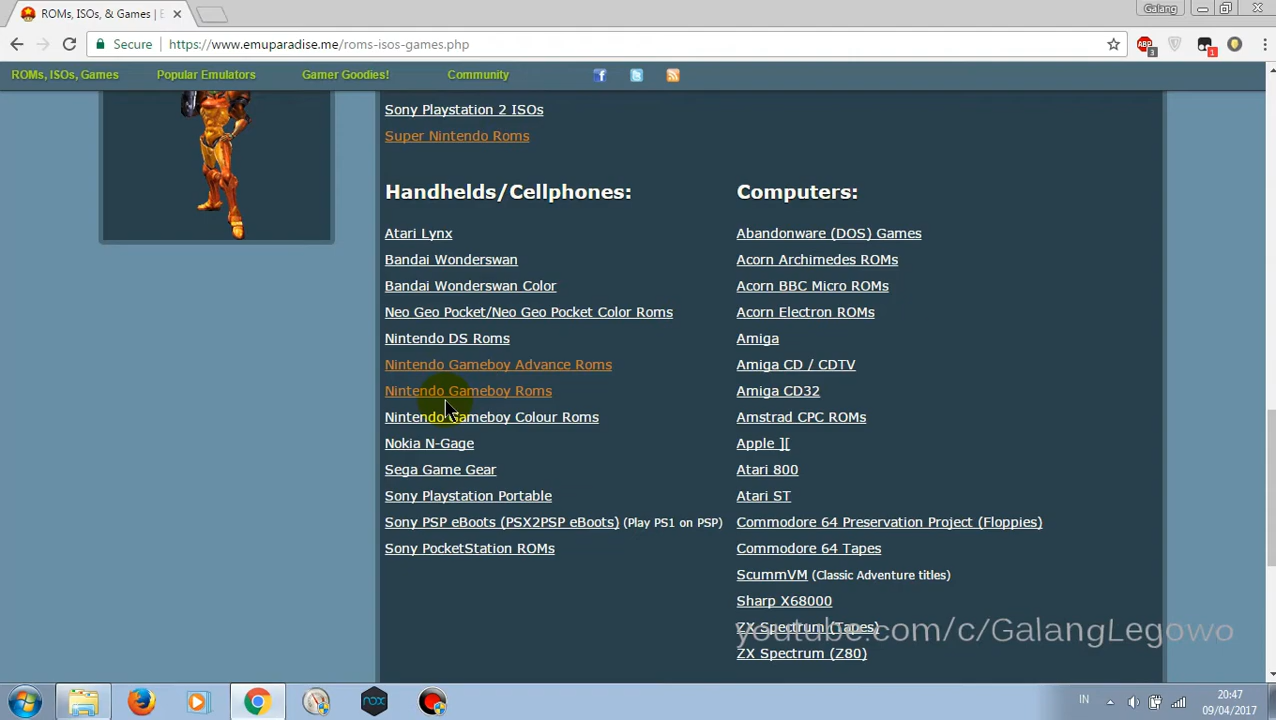 ROMs, ISOs, & Games | E
Galang
Secure
https://www.emuparadise.me/roms-isos-games.php
3
1
ROMs, ISOs, Games
Popular Emulators
Gamer Goodies!
Community
Sony Playstation 2 ISOs
Super Nintendo Roms
Handhelds/Cellphones:
Atari Lynx
Bandai Wonderswan
Bandai Wonderswan Color
Neo Geo Pocket/Neo Geo Pocket Color Roms
Nintendo DS Roms
Nintendo Gameboy Advance Roms
Nintendo Gameboy Roms
Nintendo Gameboy Colour Roms
Nokia N-Gage
Sega Game Gear
Sony Playstation Portable
Sony PSP eBoots (PSX2PSP eBoots) (Play PS1 on PSP)
Sony PocketStation ROMs
Computers:
Abandonware (DOS) Games
Acorn Archimedes ROMs
Acorn BBC Micro ROMs
Acorn Electron ROMs
Amiga
Amiga CD / CDTV
Amiga CD32
Amstrad CPC ROMs
Apple ][
Atari 800
Atari ST
Commodore 64 Preservation Project (Floppies)
Commodore 64 Tapes
ScummVM (Classic Adventure titles)
Sharp X68000
ZX Spectrum (Tapes)
ZX Spectrum (Z80)
youtube.com/c/GalangLegowo
nox
IN
20:47
09/04/2017